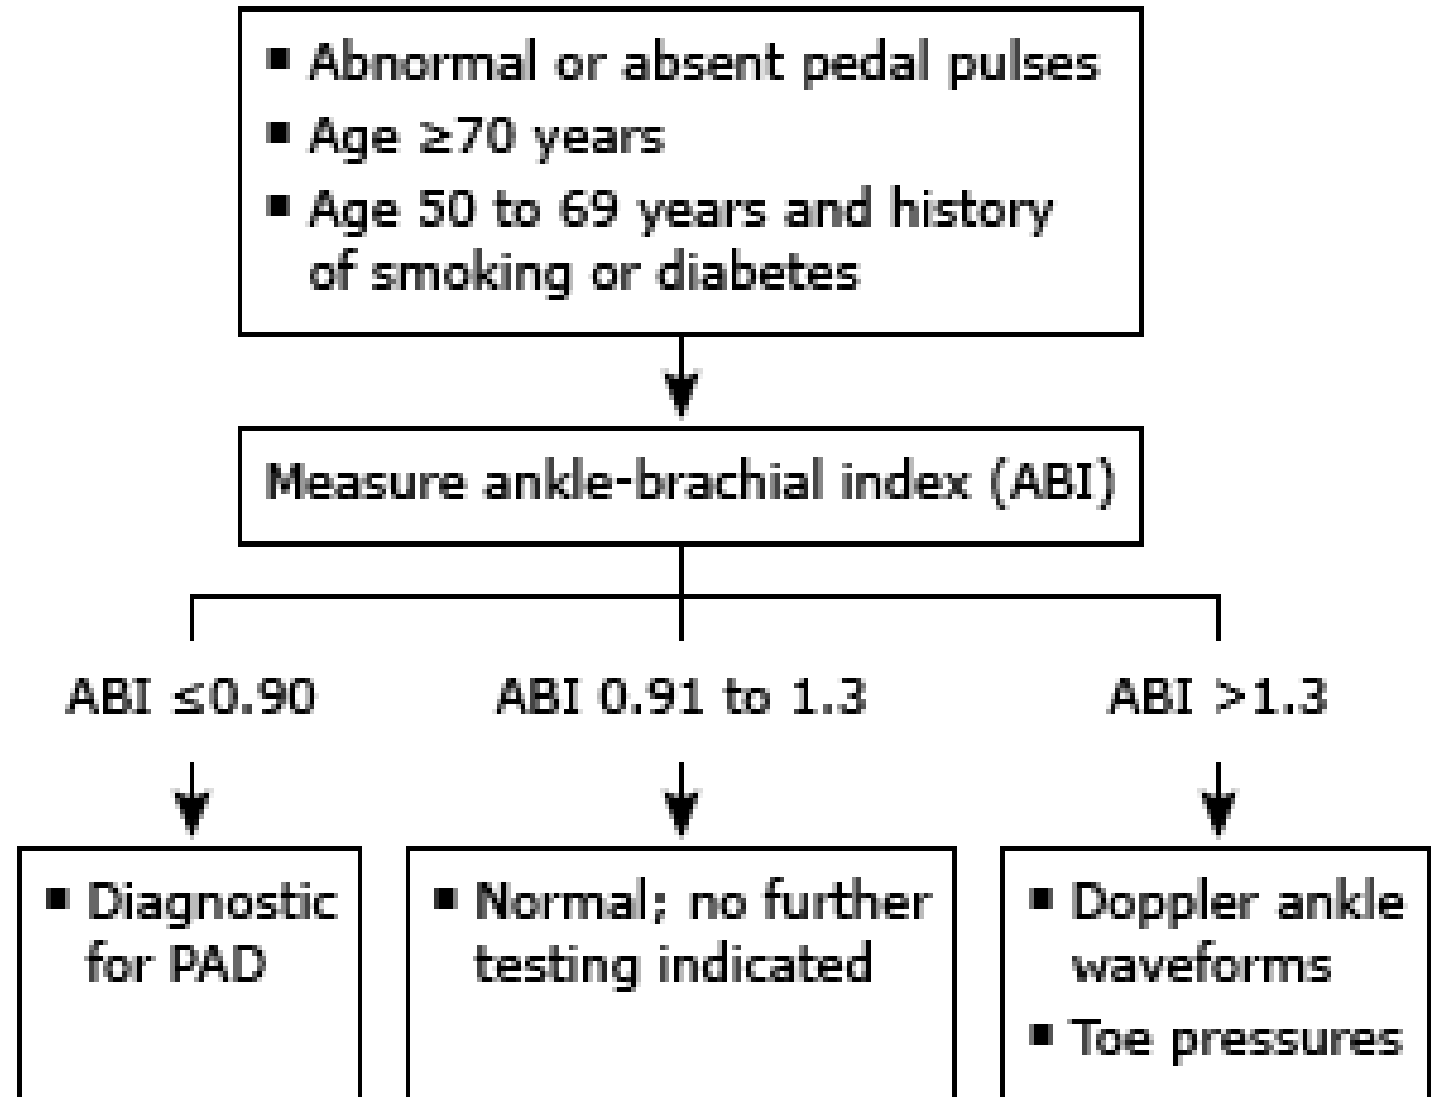 ▪ Abnormal or absent pedal pulses
▪ Age ≥70 years
▪ Age 50 to 69 years and history
of smoking or diabetes
Measure ankle-brachial index (ABI)
ABI ≤0.90
ABI 0.91 to 1.3
ABI >1.3
▪ Diagnostic
for PAD
▪ Normal; no further
testing indicated
▪ Doppler ankle
waveforms
▪ Toe pressures